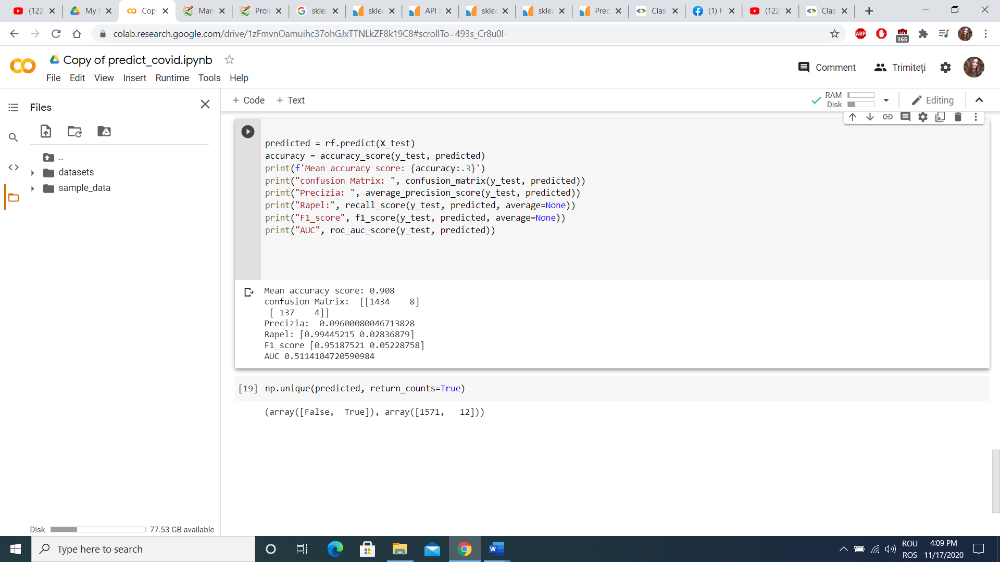 (122
My D
Cop
Man
Proi
skle
skle
API
skle
skle
Prec
Clas
(1) F
(122
Clas
colab.research.google.com/drive/1zFmvnOamuihc37ohGJxTTNLkZF8k19C8#scrollTo=493s_Cr8u0I-
ABP
165
Copy of predict_covid.ipynb
Comment
Trimiteți
File Edit View Insert Runtime Tools Help
Files
+ Code + Text
RAM
Disk
Editing
..
datasets
sample_data
predicted = rf.predict(X_test)
accuracy = accuracy_score(y_test, predicted)
print(f'Mean accuracy score: {accuracy:.3}')
print("confusion Matrix: ", confusion_matrix(y_test, predicted))
print("Precizia: ", average_precision_score(y_test, predicted))
print("Rapel:", recall_score(y_test, predicted, average=None))
print("F1_score", f1_score(y_test, predicted, average=None))
print("AUC", roc_auc_score(y_test, predicted))
Mean accuracy score: 0.908
confusion Matrix:  [[1434    8]
 [ 137    4]]
Precizia:  0.09600080046713828
Rapel: [0.99445215 0.02836879]
F1_score [0.95187521 0.05228758]
AUC 0.5114104720590984
[19] np.unique(predicted, return_counts=True)
(array([False,  True]), array([1571,   12]))
Disk 77.53 GB available
Type here to search
ROU
ROS
4:09 PM
11/17/2020